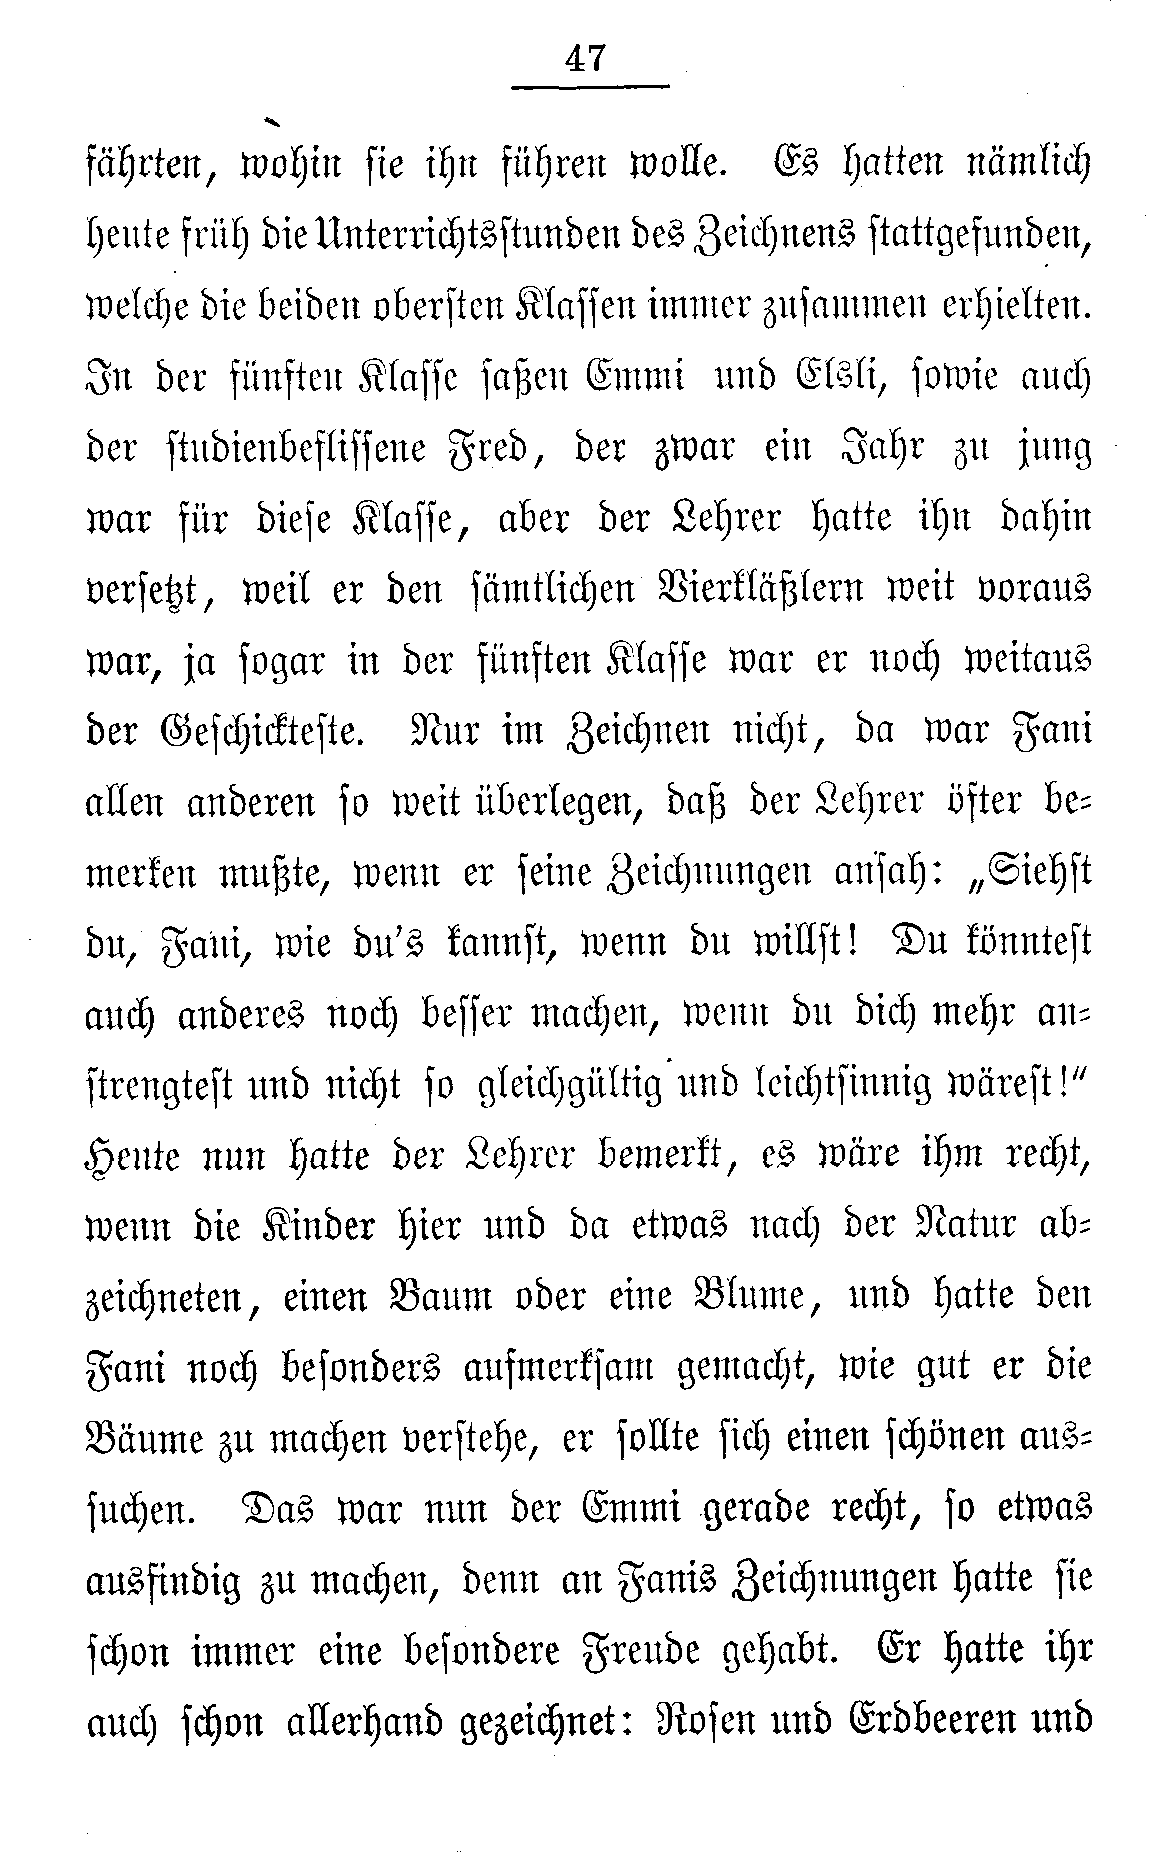 47
fährten, wohin sie ihn führen wolle. Es hatten nämlich
heute früh die Unterrichtsstunden des Zeichnens stattgefunden,
welche die beiden obersten Klassen immer zusammen erhielten.
In der fünften Klasse saßen Emmi und Elsli, sowie auch
der studienbeflissene Fred, der zwar ein Jahr zu jung
war für diese Klasse, aber der Lehrer hatte ihn dahin
versetzt, weil er den sämtlichen Vierkläßlern weit voraus
war, ja sogar in der fünften Klasse war er noch weitaus
der Geschickteste. Nur im Zeichnen nicht, da war Fani
allen anderen so weit überlegen, daß der Lehrer öfter be-
merken mußte, wenn er seine Zeichnungen ansah: „Siehst
du, Fani, wie du's kannst, wenn du willst! Du könntest
auch anderes noch besser machen, wenn du dich mehr an-
strengtest und nicht so gleichgültig und leichtsinnig wärest!"
Heute nun hatte der Lehrer bemerkt, es wäre ihm recht,
wenn die Kinder hier und da etwas nach der Natur ab-
zeichneten, einen Baum oder eine Blume, und hatte den
Fani noch besonders aufmerksam gemacht, wie gut er die
Bäume zu machen verstehe, er sollte sich einen schönen aus-
suchen. Das war nun der Emmi gerade recht, so etwas
ausfindig zu machen, denn an Fanis Zeichnungen hatte sie
schon immer eine besondere Freude gehabt. Er hatte ihr
auch schon allerhand gezeichnet: Rosen und Erdbeeren und